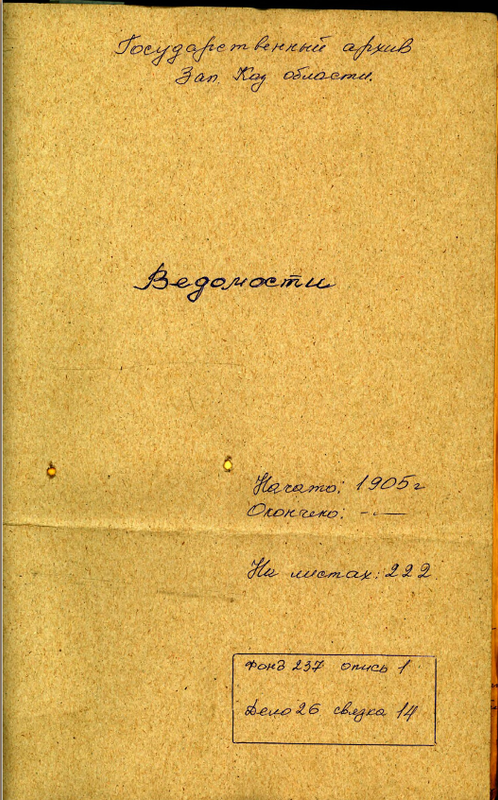 Государственный архив
Зап. Каз области.
Ведомости
Начато: 1905 г
Окончено: - —
На листах: 222
фонд 237 опись 1
Дело 26 связка 14